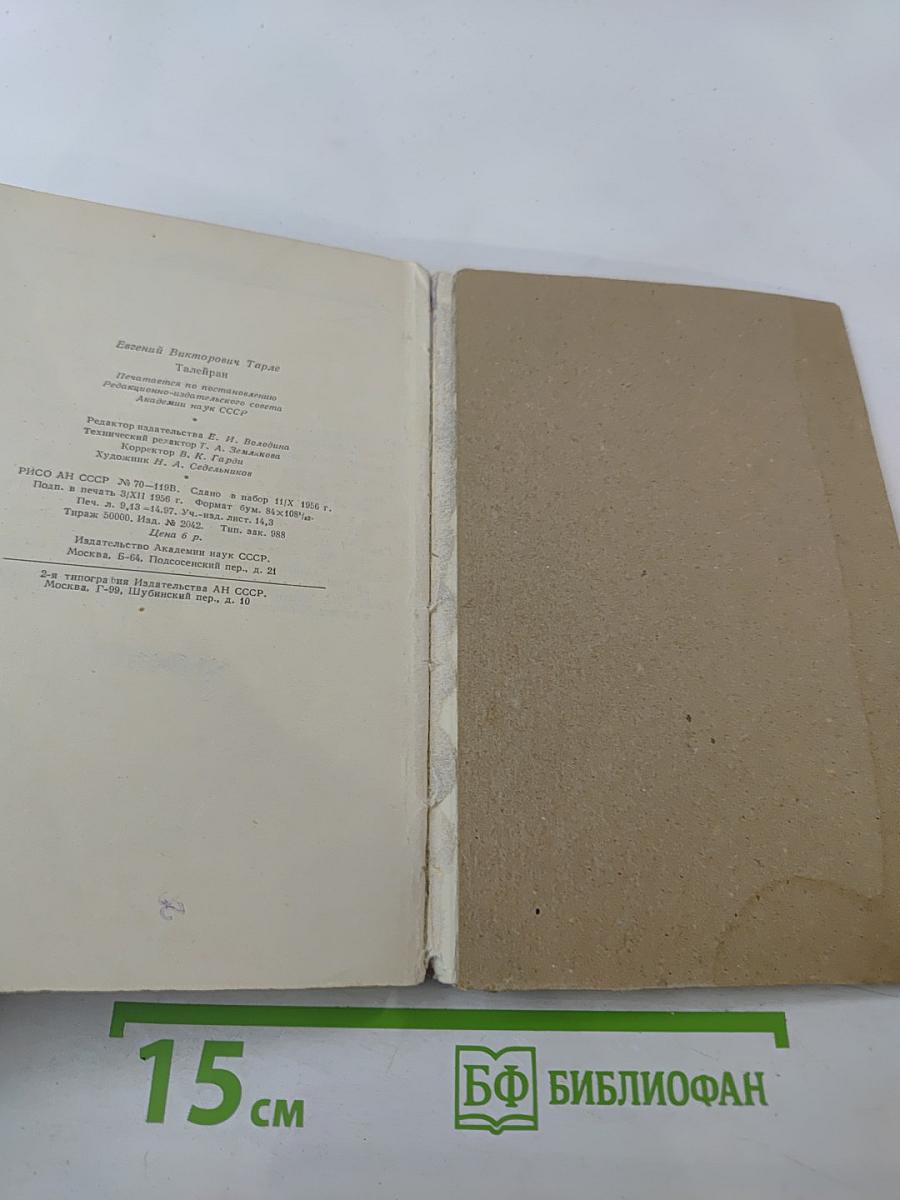 Евгений Викторович Тарле
Талейран
Печатается по постановлению
Редакционно-издательского совета
Академии наук СССР
*
Редактор издательства Е. И. Володина
Технический редактор Т. А. Землякова
Корректор В. К. Гарди
Художник Н. А. Седельников
*
РИСО АН СССР № 70—119В. Сдано в набор 11/X 1956 г.
Подп. в печать 3/XII 1956 г. Формат бум. 84×108¹/₃₂.
Печ. л. 9,13—14.97. Уч.-изд. лист. 14,3
Тираж 50000. Изд. № 2042. Тип. зак. 988
Цена 6 р.
Издательство Академии наук СССР.
Москва, Б-64, Подсосенский пер., д. 21
2-я типография Издательства АН СССР.
Москва, Г-99, Шубинский пер., д. 10
15 см
БФ БИБЛИОФАН